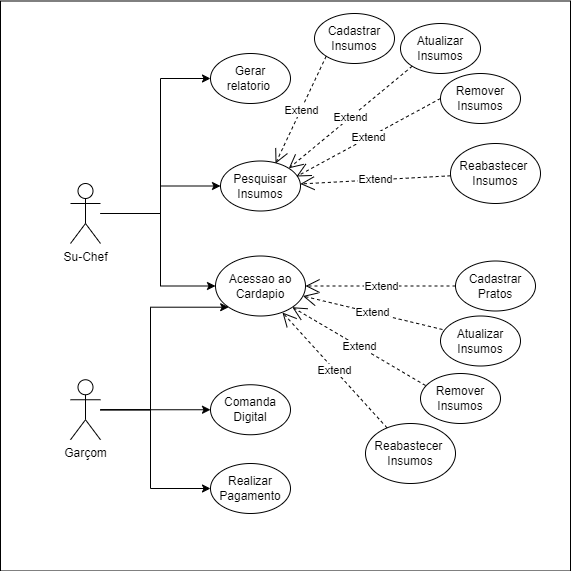 Cadastrar
Insumos
Atualizar
Insumos
Gerar
relatorio
Remover
Insumos
Extend
Extend
Extend
Pesquisar
Insumos
Extend
Reabastecer
Insumos
Su-Chef
Acessao ao
Cardapio
Extend
Cadastrar
Pratos
Extend
Atualizar
Insumos
Extend
Extend
Remover
Insumos
Garçom
Comanda
Digital
Reabastecer
Insumos
Realizar
Pagamento